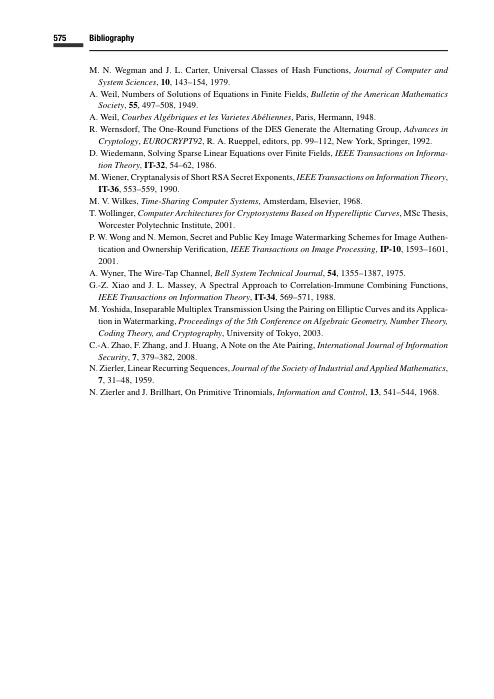 575 Bibliography
M. N. Wegman and J. L. Carter, Universal Classes of Hash Functions, Journal of Computer and
System Sciences, 10, 143–154, 1979.
A. Weil, Numbers of Solutions of Equations in Finite Fields, Bulletin of the American Mathematics
Society, 55, 497–508, 1949.
A. Weil, Courbes Algébriques et les Varietes Abéliennes, Paris, Hermann, 1948.
R. Wernsdorf, The One-Round Functions of the DES Generate the Alternating Group, Advances in
Cryptology, EUROCRYPT92, R. A. Rueppel, editors, pp. 99–112, New York, Springer, 1992.
D. Wiedemann, Solving Sparse Linear Equations over Finite Fields, IEEE Transactions on Informa-
tion Theory, IT-32, 54–62, 1986.
M. Wiener, Cryptanalysis of Short RSA Secret Exponents, IEEE Transactions on Information Theory,
IT-36, 553–559, 1990.
M. V. Wilkes, Time-Sharing Computer Systems, Amsterdam, Elsevier, 1968.
T. Wollinger, Computer Architectures for Cryptosystems Based on Hyperelliptic Curves, MSc Thesis,
Worcester Polytechnic Institute, 2001.
P. W. Wong and N. Memon, Secret and Public Key Image Watermarking Schemes for Image Authen-
tication and Ownership Verification, IEEE Transactions on Image Processing, IP-10, 1593–1601,
2001.
A. Wyner, The Wire-Tap Channel, Bell System Technical Journal, 54, 1355–1387, 1975.
G.-Z. Xiao and J. L. Massey, A Spectral Approach to Correlation-Immune Combining Functions,
IEEE Transactions on Information Theory, IT-34, 569–571, 1988.
M. Yoshida, Inseparable Multiplex Transmission Using the Pairing on Elliptic Curves and its Applica-
tion in Watermarking, Proceedings of the 5th Conference on Algebraic Geometry, Number Theory,
Coding Theory, and Cryptography, University of Tokyo, 2003.
C.-A. Zhao, F. Zhang, and J. Huang, A Note on the Ate Pairing, International Journal of Information
Security, 7, 379–382, 2008.
N. Zierler, Linear Recurring Sequences, Journal of the Society of Industrial and Applied Mathematics,
7, 31–48, 1959.
N. Zierler and J. Brillhart, On Primitive Trinomials, Information and Control, 13, 541–544, 1968.